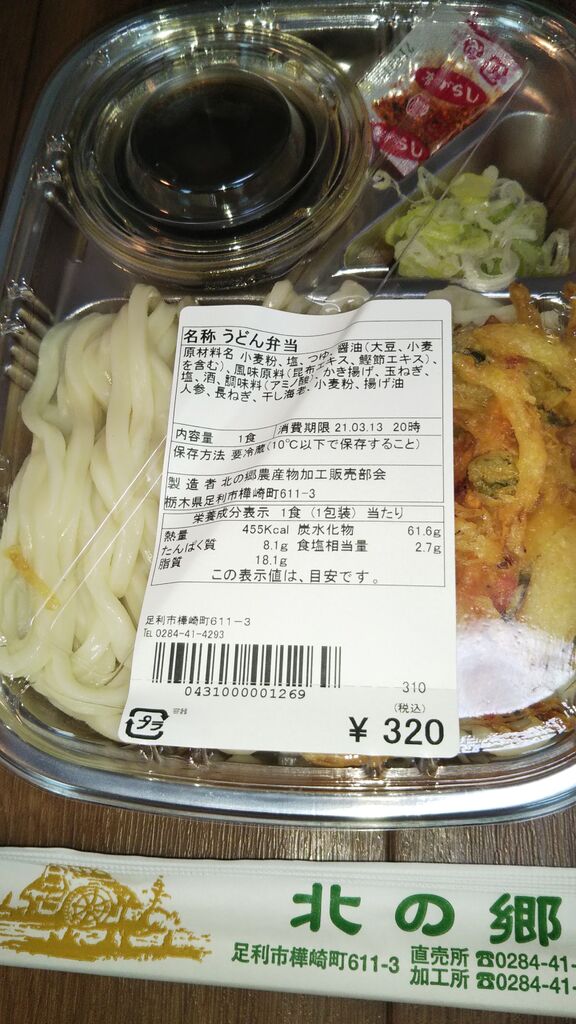 からし
からし
名称 うどん弁当
原材料名 小麦粉、塩、つゆ、醤油(大豆、小麦
を含む)、風味原料(昆布エキス、鰹節エキス)、
塩、酒、調味料(アミノ酸)、かき揚げ、玉ねぎ、
人参、長ねぎ、干し海老、小麦粉、揚げ油
内容量 1食 消費期限 21.03.13 20時
保存方法 要冷蔵(10℃以下で保存すること)
製造者 北の郷農産物加工販売部会
栃木県足利市樺崎町611-3
栄養成分表示 1食(1包装)当たり
熱量 455Kcal 炭水化物 61.6g
たんぱく質 8.1g 食塩相当量 2.7g
脂質 18.1g
この表示値は、目安です。
足利市樺崎町611-3
TEL 0284-41-4293
0431000001269
310
(税込)
プラ
¥ 320
北の郷
足利市樺崎町611-3 直売所 ☎0284-41-
加工所 ☎0284-41-